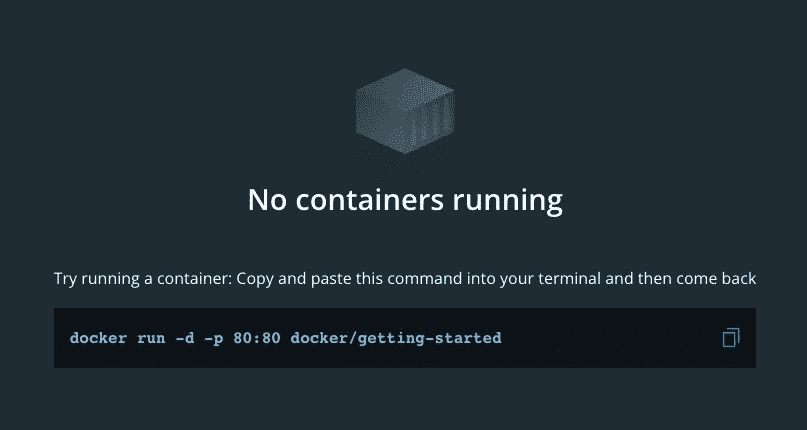 No containers running
Try running a container: Copy and paste this command into your terminal and then come back
docker run -d -p 80:80 docker/getting-started